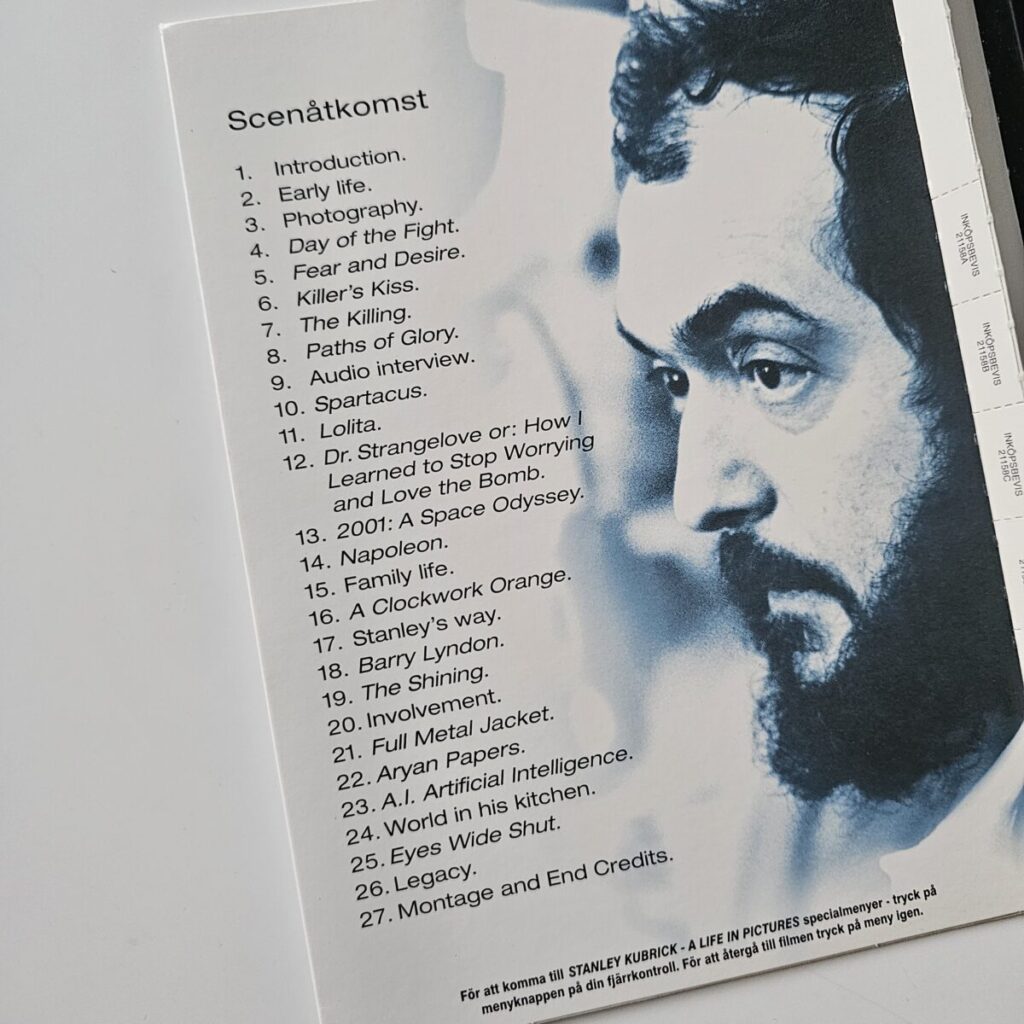 Scenåtkomst
1. Introduction.
2. Early life.
3. Photography.
4. Day of the Fight.
5. Fear and Desire.
6. Killer's Kiss.
7. The Killing.
8. Paths of Glory.
9. Audio interview.
10. Spartacus.
11. Lolita.
12. Dr. Strangelove or: How I
Learned to Stop Worrying
and Love the Bomb.
13. 2001: A Space Odyssey.
14. Napoleon.
15. Family life.
16. A Clockwork Orange.
17. Stanley's way.
18. Barry Lyndon.
19. The Shining.
20. Involvement.
21. Full Metal Jacket.
22. Aryan Papers.
23. A.I. Artificial Intelligence.
24. World in his kitchen.
25. Eyes Wide Shut.
26. Legacy.
27. Montage and End Credits.
För att komma till STANLEY KUBRICK - A LIFE IN PICTURES specialmenyer - tryck på
menyknappen på din fjärrkontroll. För att återgå till filmen tryck på meny igen.
INKÖPSBEVIS
21158A
INKÖPSBEVIS
21158B
INKÖPSBEVIS
21158C